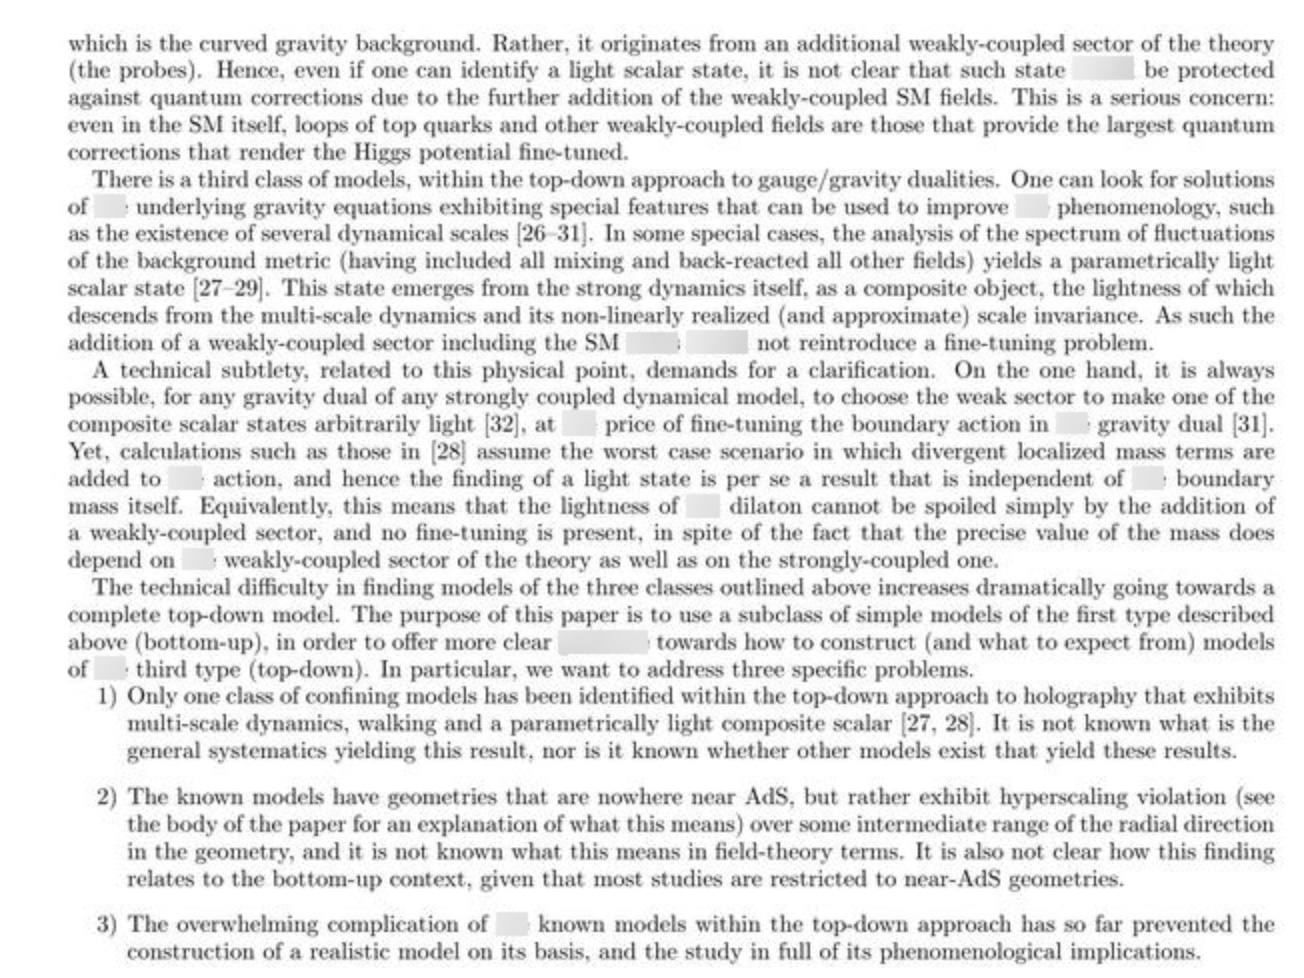 which is the curved gravity background. Rather, it originates from an additional weakly-coupled sector of the theory
(the probes). Hence, even if one can identify a light scalar state, it is not clear that such state be protected
against quantum corrections due to the further addition of the weakly-coupled SM fields. This is a serious concern:
even in the SM itself, loops of top quarks and other weakly-coupled fields are those that provide the largest quantum
corrections that render the Higgs potential fine-tuned.
There is a third class of models, within the top-down approach to gauge/gravity dualities. One can look for solutions
of underlying gravity equations exhibiting special features that can be used to improve phenomenology, such
as the existence of several dynamical scales [26–31]. In some special cases, the analysis of the spectrum of fluctuations
of the background metric (having included all mixing and back-reacted all other fields) yields a parametrically light
scalar state [27–29]. This state emerges from the strong dynamics itself, as a composite object, the lightness of which
descends from the multi-scale dynamics and its non-linearly realized (and approximate) scale invariance. As such the
addition of a weakly-coupled sector including the SM not reintroduce a fine-tuning problem.
A technical subtlety, related to this physical point, demands for a clarification. On the one hand, it is always
possible, for any gravity dual of any strongly coupled dynamical model, to choose the weak sector to make one of the
composite scalar states arbitrarily light [32], at price of fine-tuning the boundary action in gravity dual [31].
Yet, calculations such as those in [28] assume the worst case scenario in which divergent localized mass terms are
added to action, and hence the finding of a light state is per se a result that is independent of boundary
mass itself. Equivalently, this means that the lightness of dilaton cannot be spoiled simply by the addition of
a weakly-coupled sector, and no fine-tuning is present, in spite of the fact that the precise value of the mass does
depend on weakly-coupled sector of the theory as well as on the strongly-coupled one.
The technical difficulty in finding models of the three classes outlined above increases dramatically going towards a
complete top-down model. The purpose of this paper is to use a subclass of simple models of the first type described
above (bottom-up), in order to offer more clear towards how to construct (and what to expect from) models
of third type (top-down). In particular, we want to address three specific problems.
1) Only one class of confining models has been identified within the top-down approach to holography that exhibits
multi-scale dynamics, walking and a parametrically light composite scalar [27, 28]. It is not known what is the
general systematics yielding this result, nor is it known whether other models exist that yield these results.
2) The known models have geometries that are nowhere near AdS, but rather exhibit hyperscaling violation (see
the body of the paper for an explanation of what this means) over some intermediate range of the radial direction
in the geometry, and it is not known what this means in field-theory terms. It is also not clear how this finding
relates to the bottom-up context, given that most studies are restricted to near-AdS geometries.
3) The overwhelming complication of known models within the top-down approach has so far prevented the
construction of a realistic model on its basis, and the study in full of its phenomenological implications.